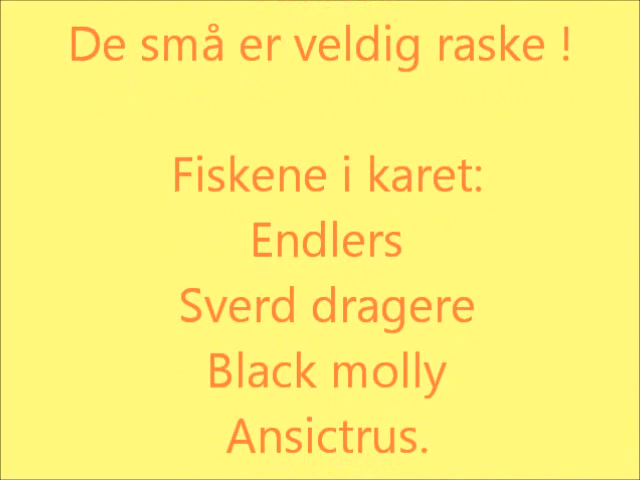 De små er veldig raske !
Fiskene i karet:
Endlers
Sverd dragere
Black molly
Ansictrus.